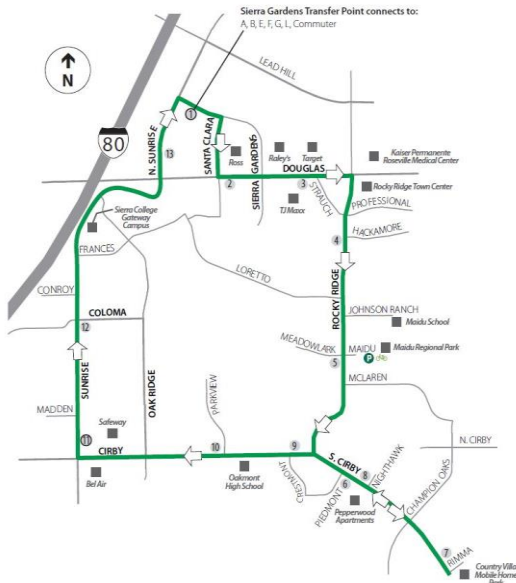 Sierra Gardens Transfer Point connects to:
A, B, E, F, G, L, Commuter
N
LEAD HILL
80
N. SUNRISE
1
SANTA CLARA
SIERRA GARDENS
13
Ross
Raley's
Target
Kaiser Permanente
Roseville Medical Center
DOUGLAS
2
3
TJ Maxx
STRAUCH
Rocky Ridge Town Center
PROFESSIONAL
Sierra College
Gateway
Campus
4
HACKAMORE
FRANCES
LORETTO
ROCKY RIDGE
CONROY
COLOMA
12
JOHNSON RANCH
Maidu School
MEADOWLARK
MAIDU
Maidu Regional Park
P
5
SUNRISE
OAK RIDGE
PARKVIEW
MCLAREN
MADDEN
Safeway
11
CIRBY
10
9
N. CIRBY
S. CIRBY
8
NIGHTHAWK
CHAMPION OAKS
Bel Air
Oakmont
High School
CRESTMONT
PIEDMONT
6
Pepperwood
Apartments
7
RIMMA
Country Villa
Mobile Home
Park